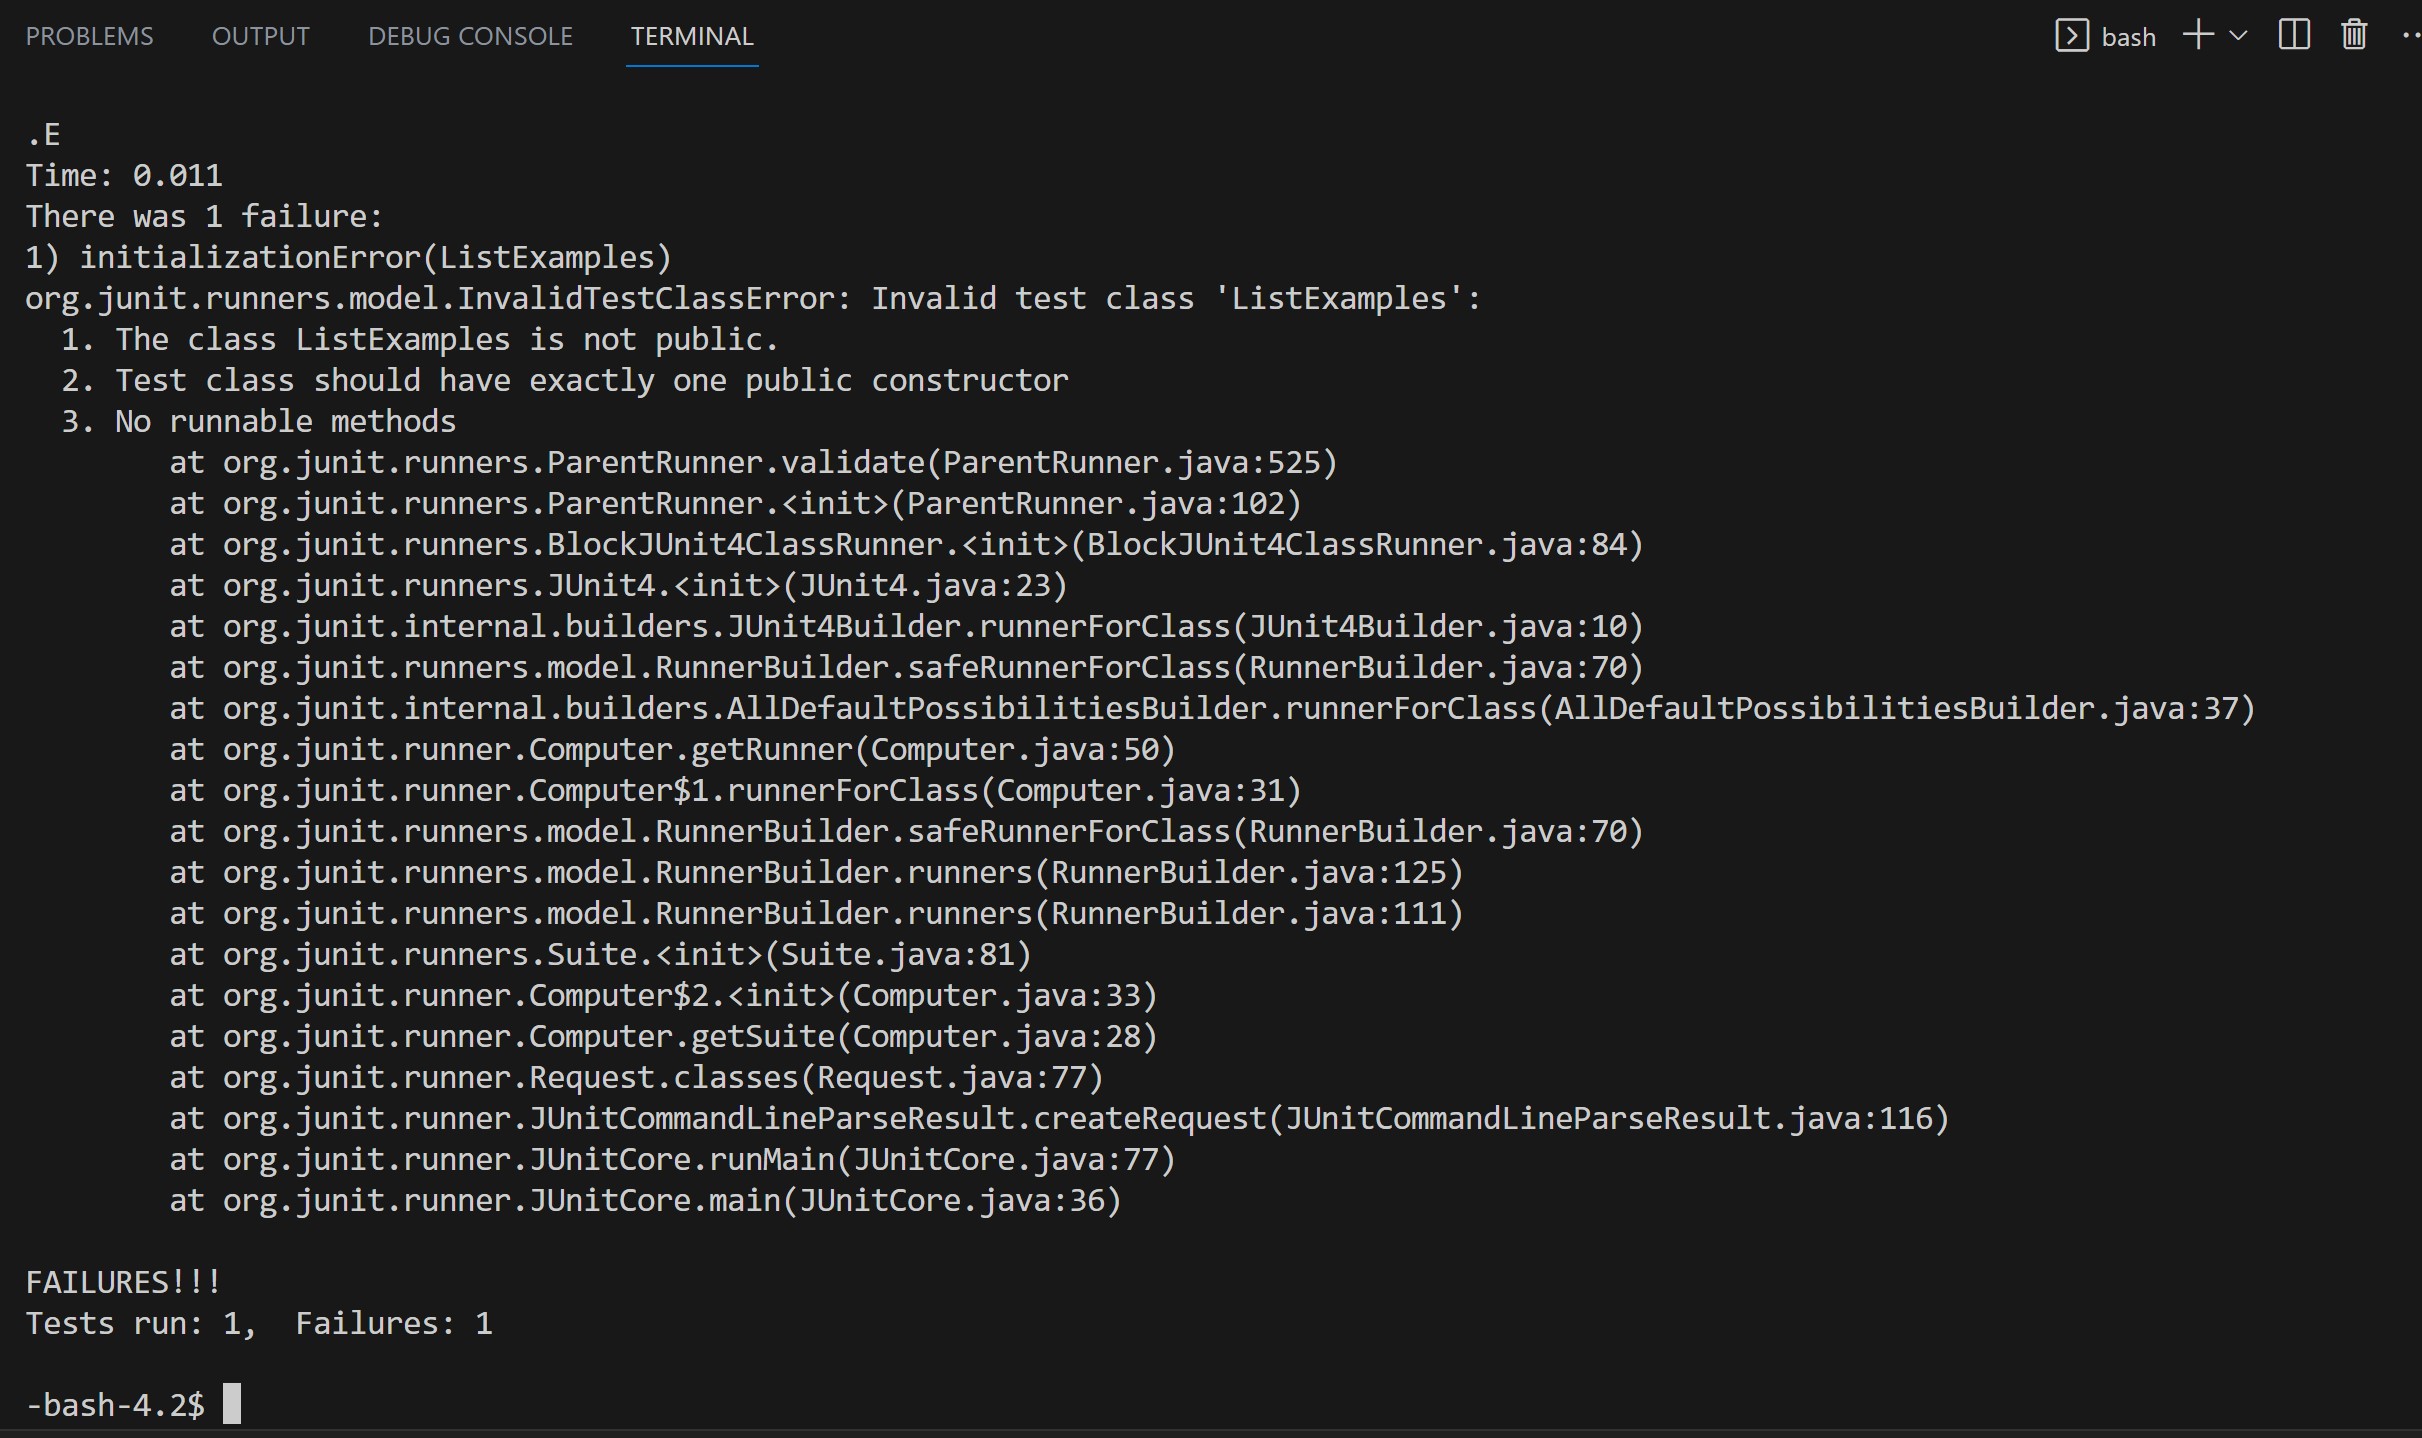 PROBLEMS OUTPUT DEBUG CONSOLE TERMINAL bash
.E
Time: 0.011
There was 1 failure:
1) initializationError(ListExamples)
org.junit.runners.model.InvalidTestClassError: Invalid test class 'ListExamples':
  1. The class ListExamples is not public.
  2. Test class should have exactly one public constructor
  3. No runnable methods
        at org.junit.runners.ParentRunner.validate(ParentRunner.java:525)
        at org.junit.runners.ParentRunner.<init>(ParentRunner.java:102)
        at org.junit.runners.BlockJUnit4ClassRunner.<init>(BlockJUnit4ClassRunner.java:84)
        at org.junit.runners.JUnit4.<init>(JUnit4.java:23)
        at org.junit.internal.builders.JUnit4Builder.runnerForClass(JUnit4Builder.java:10)
        at org.junit.runners.model.RunnerBuilder.safeRunnerForClass(RunnerBuilder.java:70)
        at org.junit.internal.builders.AllDefaultPossibilitiesBuilder.runnerForClass(AllDefaultPossibilitiesBuilder.java:37)
        at org.junit.runner.Computer.getRunner(Computer.java:50)
        at org.junit.runner.Computer$1.runnerForClass(Computer.java:31)
        at org.junit.runners.model.RunnerBuilder.safeRunnerForClass(RunnerBuilder.java:70)
        at org.junit.runners.model.RunnerBuilder.runners(RunnerBuilder.java:125)
        at org.junit.runners.model.RunnerBuilder.runners(RunnerBuilder.java:111)
        at org.junit.runners.Suite.<init>(Suite.java:81)
        at org.junit.runner.Computer$2.<init>(Computer.java:33)
        at org.junit.runner.Computer.getSuite(Computer.java:28)
        at org.junit.runner.Request.classes(Request.java:77)
        at org.junit.runner.JUnitCommandLineParseResult.createRequest(JUnitCommandLineParseResult.java:116)
        at org.junit.runner.JUnitCore.runMain(JUnitCore.java:77)
        at org.junit.runner.JUnitCore.main(JUnitCore.java:36)
FAILURES!!!
Tests run: 1,  Failures: 1
-bash-4.2$